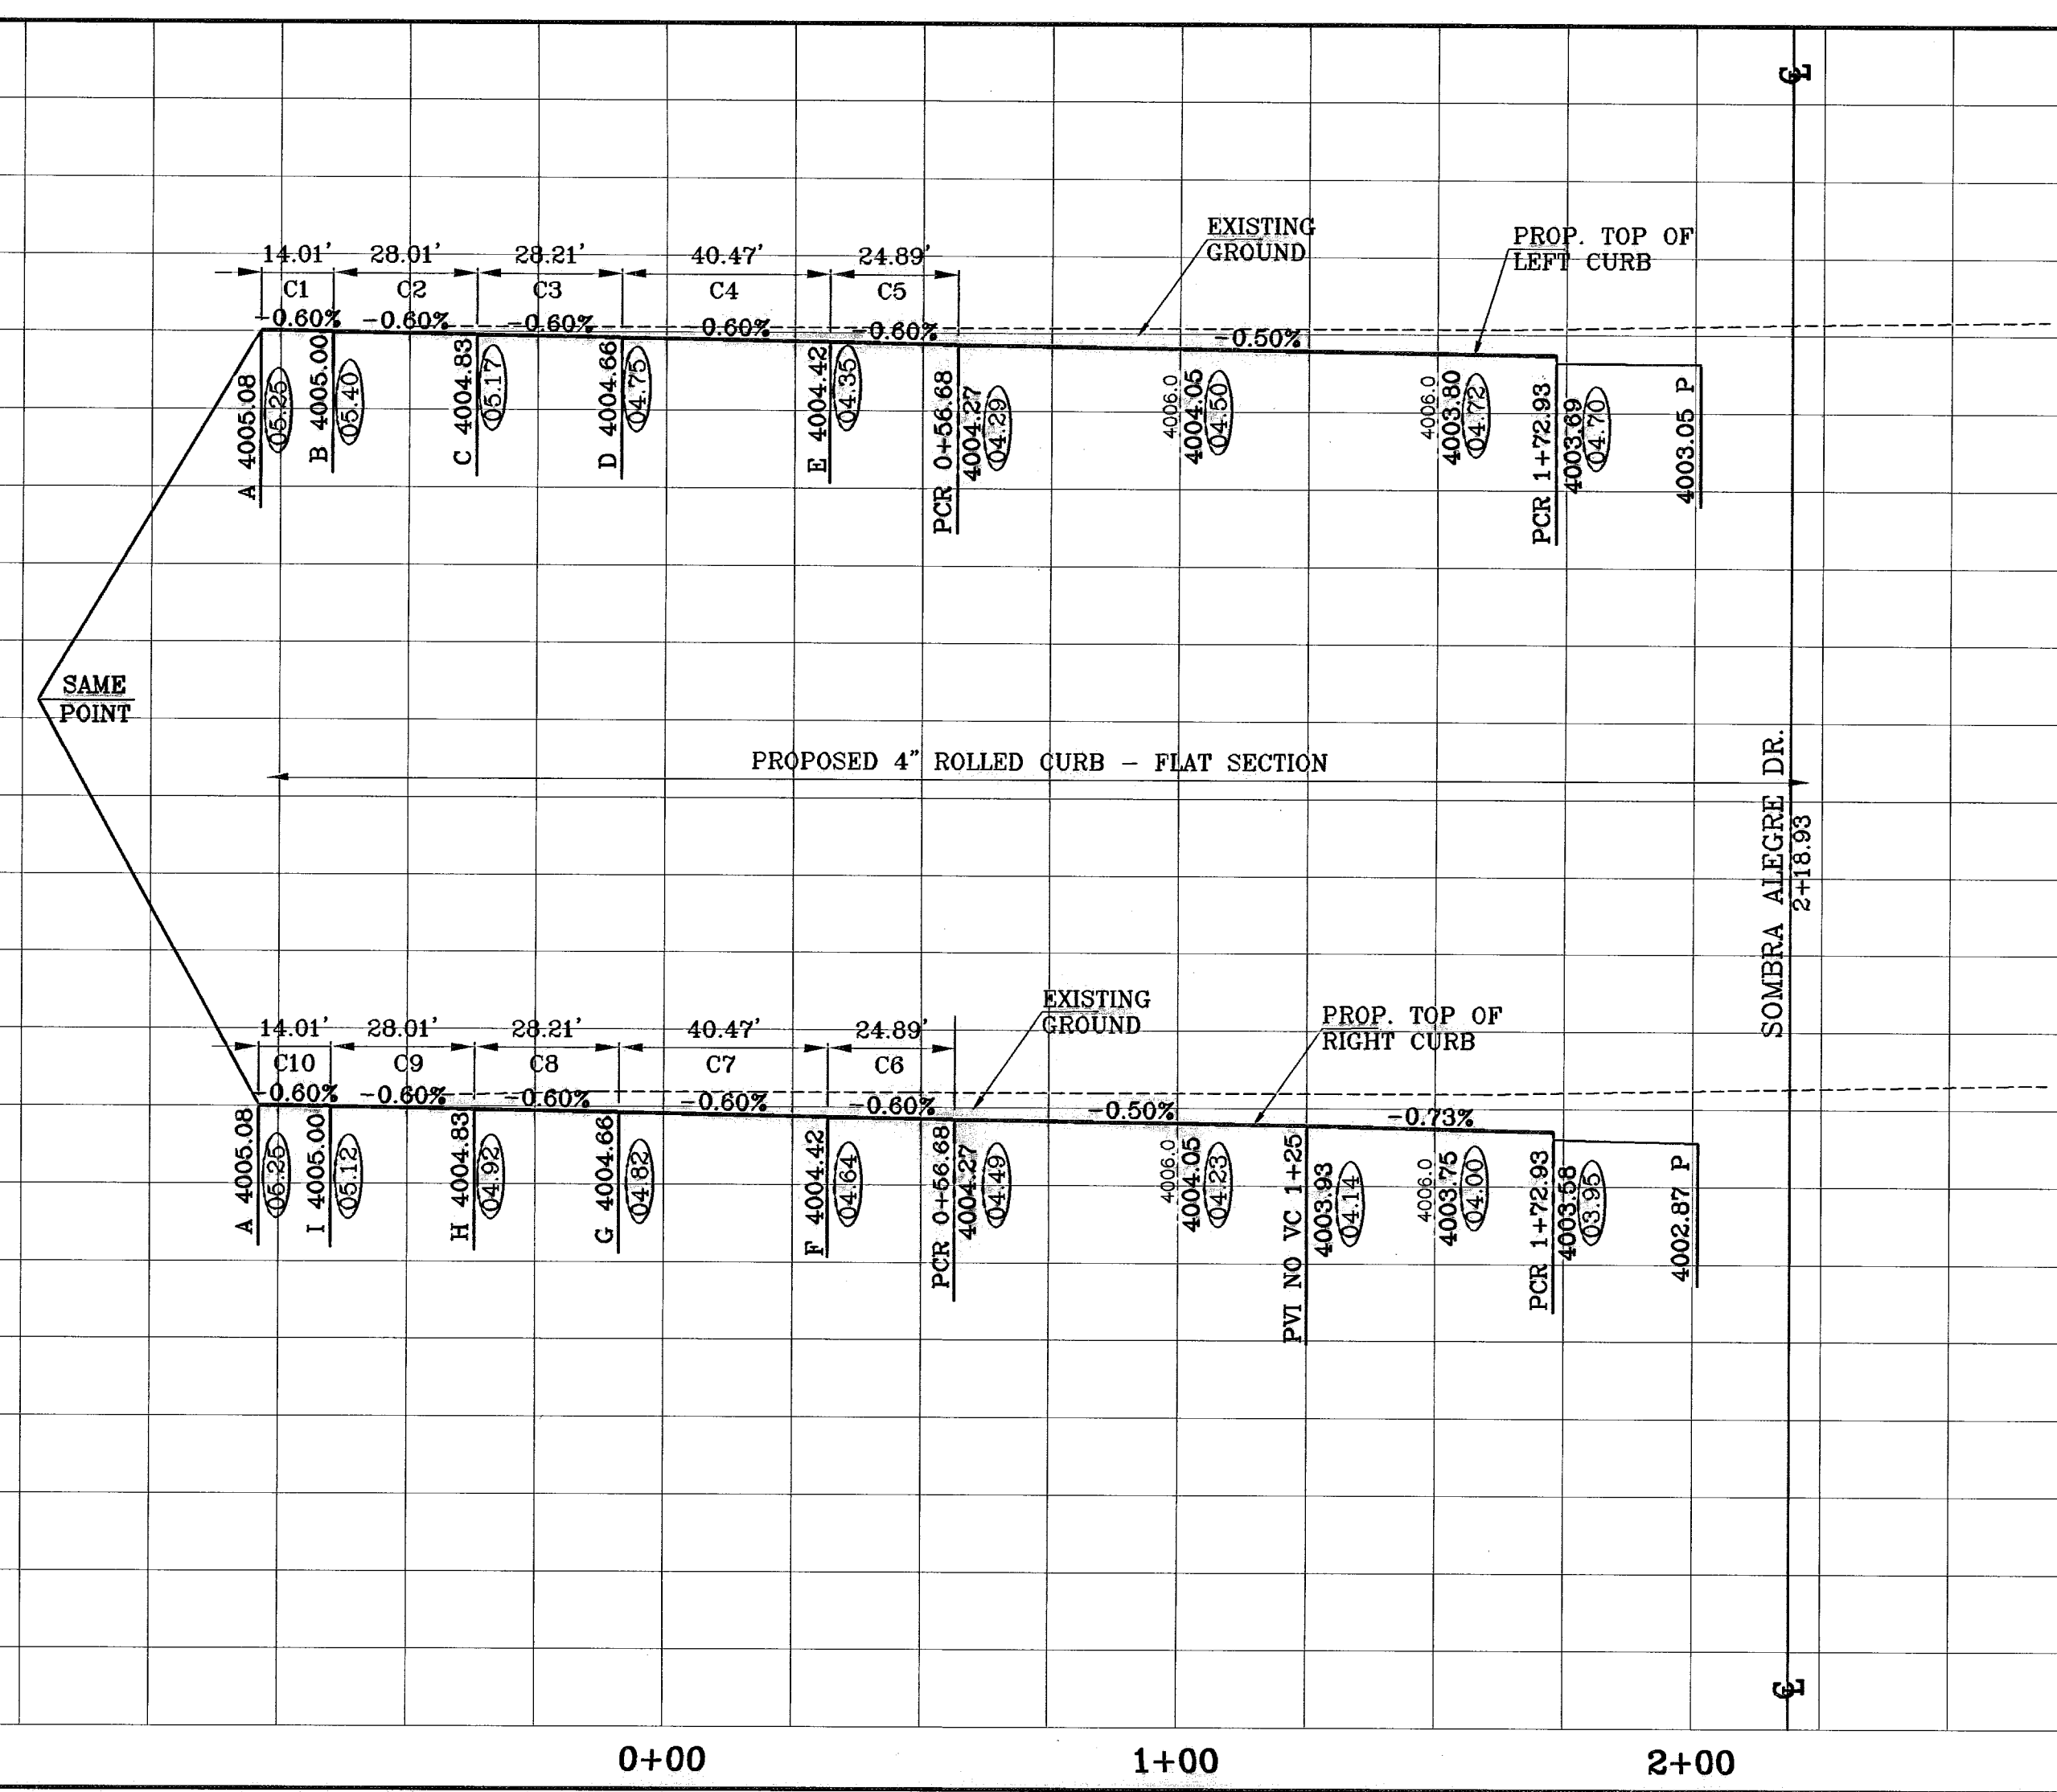 ℄
EXISTING
GROUND
PROP. TOP OF
LEFT CURB
14.01' 28.01' 28.21' 40.47' 24.89'
C1 C2 C3 C4 C5
-0.60% -0.60% -0.60% -0.60% -0.60% -0.50%
A 4005.08
05.25
B 4005.00
05.40
C 4004.83
05.17
D 4004.66
04.75
E 4004.42
04.35
PCR 0+56.68
4004.27
04.29
4006.0
4004.05
04.50
4006.0
4003.80
04.72
PCR 1+72.93
4003.69
04.70
4003.05 P
SAME
POINT
PROPOSED 4" ROLLED CURB - FLAT SECTION
SOMBRA ALEGRE DR.
2+18.93
EXISTING
GROUND
PROP. TOP OF
RIGHT CURB
14.01' 28.01' 28.21' 40.47' 24.89'
C10 C9 C8 C7 C6
-0.60% -0.60% -0.60% -0.60% -0.60% -0.50% -0.73%
A 4005.08
05.25
I 4005.00
05.12
H 4004.83
04.92
G 4004.66
04.82
F 4004.42
04.64
PCR 0+56.68
4004.27
04.49
4006.0
4004.05
04.23
PVI NO VC 1+25
4003.93
04.14
4006.0
4003.75
04.00
PCR 1+72.93
4003.58
03.95
4002.87 P
℄
0+00 1+00 2+00